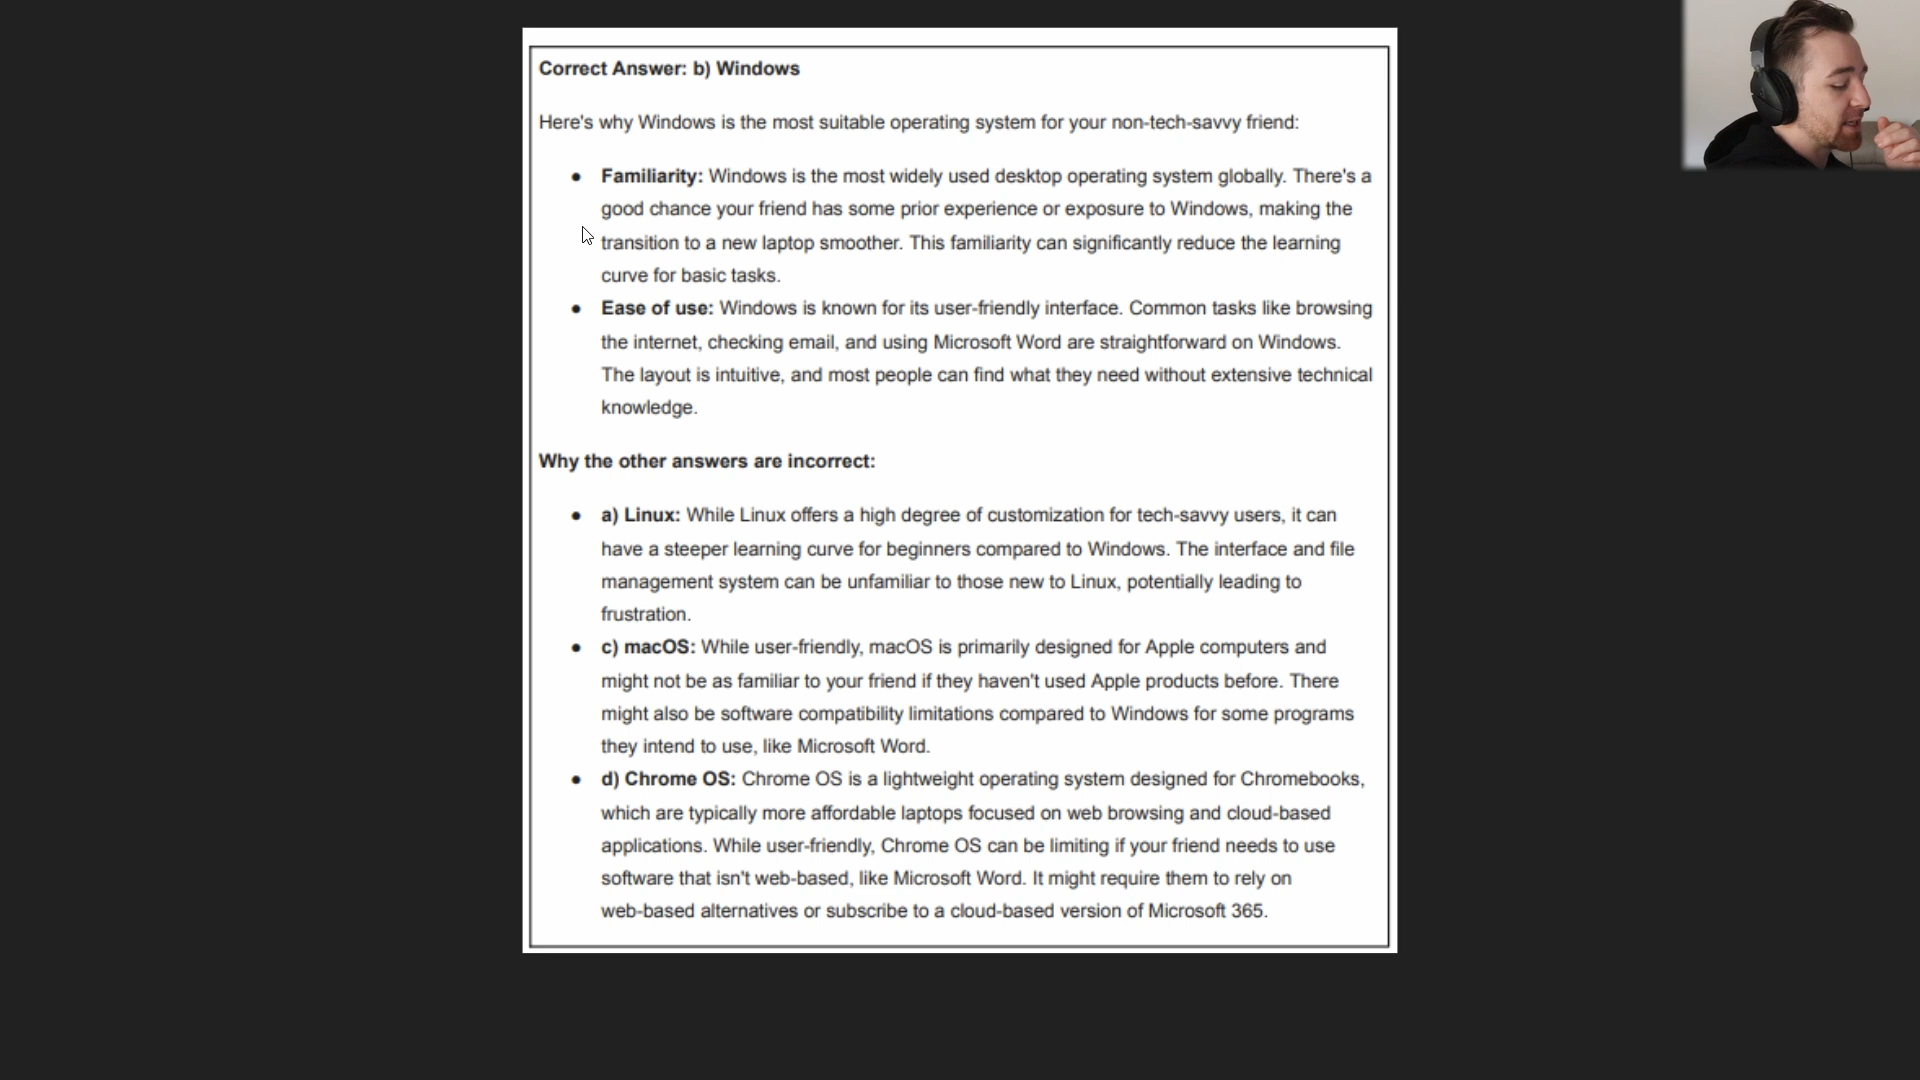 Correct Answer: b) Windows
Here's why Windows is the most suitable operating system for your non-tech-savvy friend:
● Familiarity: Windows is the most widely used desktop operating system globally. There's a
good chance your friend has some prior experience or exposure to Windows, making the
transition to a new laptop smoother. This familiarity can significantly reduce the learning
curve for basic tasks.
● Ease of use: Windows is known for its user-friendly interface. Common tasks like browsing
the internet, checking email, and using Microsoft Word are straightforward on Windows.
The layout is intuitive, and most people can find what they need without extensive technical
knowledge.
Why the other answers are incorrect:
● a) Linux: While Linux offers a high degree of customization for tech-savvy users, it can
have a steeper learning curve for beginners compared to Windows. The interface and file
management system can be unfamiliar to those new to Linux, potentially leading to
frustration.
● c) macOS: While user-friendly, macOS is primarily designed for Apple computers and
might not be as familiar to your friend if they haven't used Apple products before. There
might also be software compatibility limitations compared to Windows for some programs
they intend to use, like Microsoft Word.
● d) Chrome OS: Chrome OS is a lightweight operating system designed for Chromebooks,
which are typically more affordable laptops focused on web browsing and cloud-based
applications. While user-friendly, Chrome OS can be limiting if your friend needs to use
software that isn't web-based, like Microsoft Word. It might require them to rely on
web-based alternatives or subscribe to a cloud-based version of Microsoft 365.